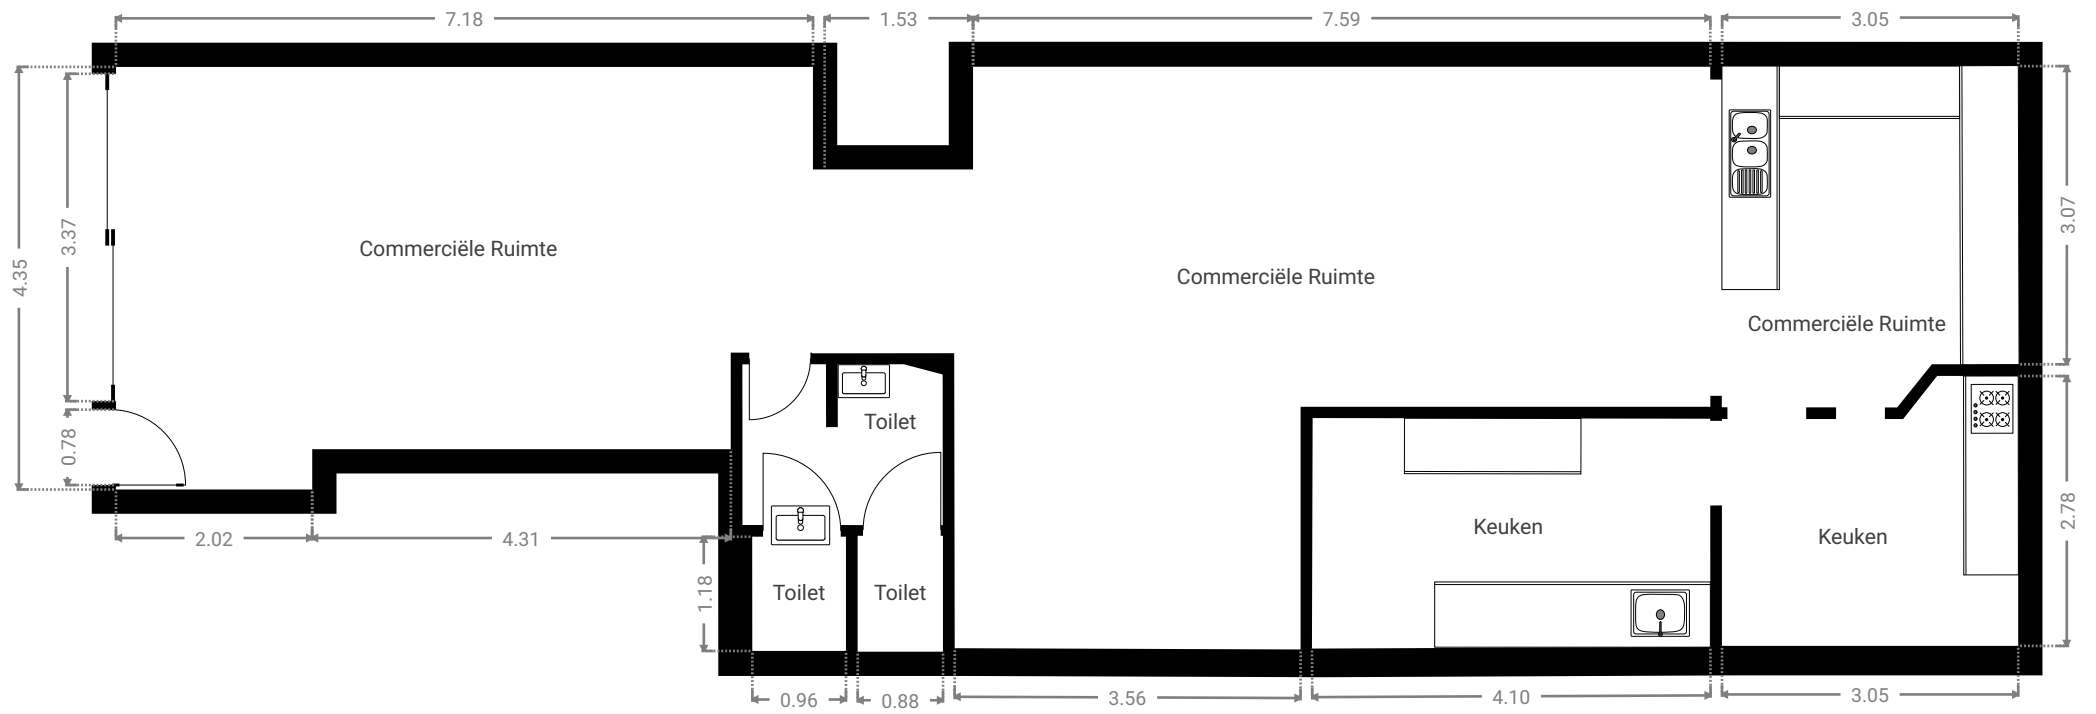 7.18
1.53
7.59
3.05
4.35
3.37
0.78
3.07
2.78
Commerciële Ruimte
Commerciële Ruimte
Commerciële Ruimte
Toilet
Keuken
Keuken
2.02
4.31
1.18
Toilet
Toilet
0.96
0.88
3.56
4.10
3.05